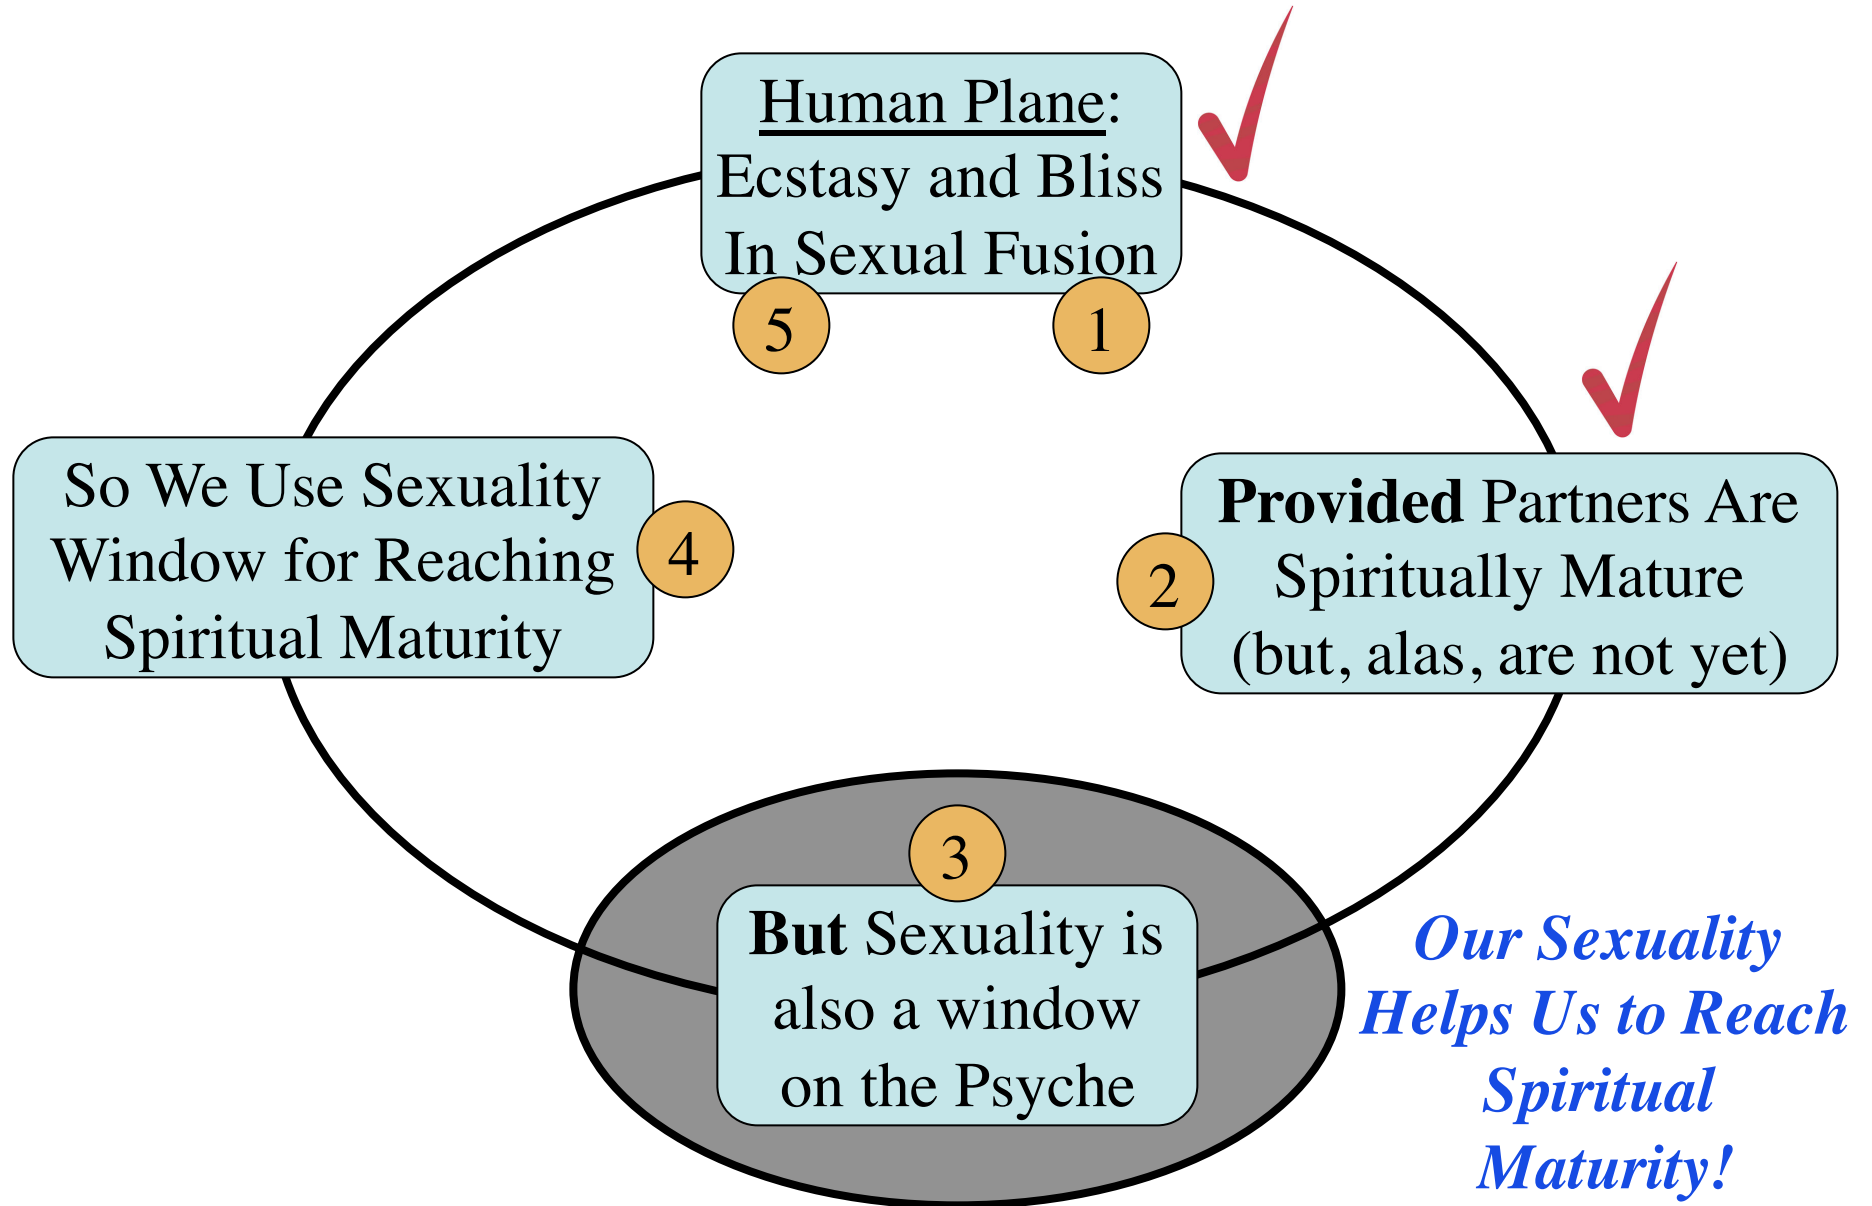 Human Plane:
Ecstasy and Bliss
In Sexual Fusion
5
1
Provided Partners Are
Spiritually Mature
(but, alas, are not yet)
2
3
But Sexuality is
also a window
on the Psyche
So We Use Sexuality
Window for Reaching
Spiritual Maturity
4
Our Sexuality
Helps Us to Reach
Spiritual
Maturity!